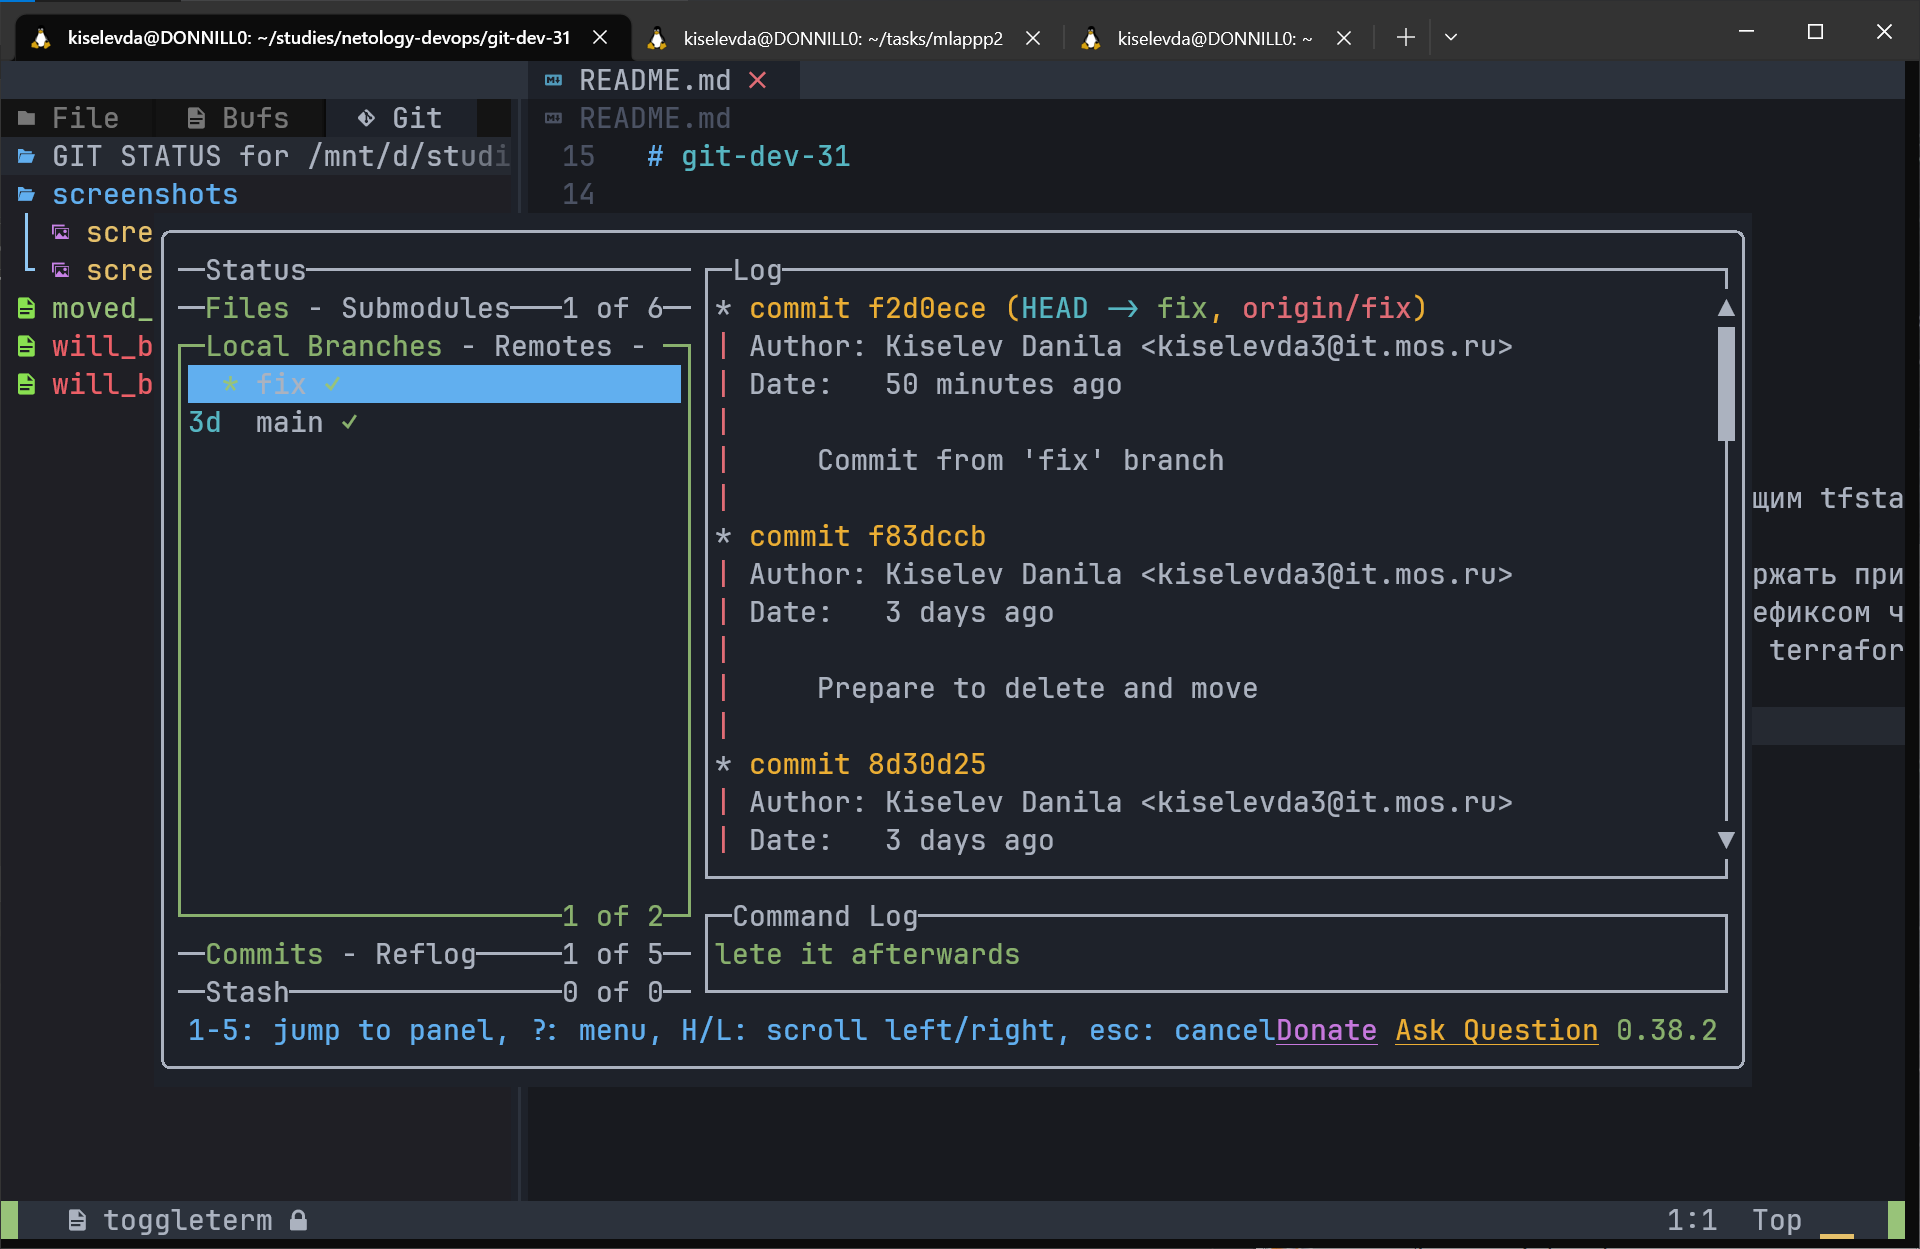 kiselevda@DONNILL0: ~/studies/netology-devops/git-dev-31
kiselevda@DONNILL0: ~/tasks/mlappp2
kiselevda@DONNILL0: ~
README.md
File Bufs Git
README.md
GIT STATUS for /mnt/d/studi
15 # git-dev-31
screenshots
14
scre
scre
moved_
will_b
will_b
Status
Files - Submodules 1 of 6
Local Branches - Remotes -
* fix ✓
3d main ✓
1 of 2
Commits - Reflog 1 of 5
Stash 0 of 0
Log
* commit f2d0ece (HEAD -> fix, origin/fix)
| Author: Kiselev Danila <kiselevda3@it.mos.ru>
| Date: 50 minutes ago
|
| Commit from 'fix' branch
|
* commit f83dccb
| Author: Kiselev Danila <kiselevda3@it.mos.ru>
| Date: 3 days ago
|
| Prepare to delete and move
|
* commit 8d30d25
| Author: Kiselev Danila <kiselevda3@it.mos.ru>
| Date: 3 days ago
Command Log
lete it afterwards
1-5: jump to panel, ?: menu, H/L: scroll left/right, esc: cancel Donate Ask Question 0.38.2
щим tfsta
ржать при
ефиксом ч
terrafor
toggleterm
1:1 Top